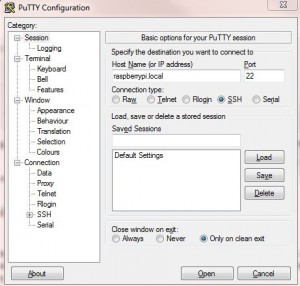 PuTTY Configuration
Category:
Session
Logging
Terminal
Keyboard
Bell
Features
Window
Appearance
Behaviour
Translation
Selection
Colours
Connection
Data
Proxy
Telnet
Rlogin
SSH
Serial
Basic options for your PuTTY session
Specify the destination you want to connect to
Host Name (or IP address) Port
raspberrypi.local 22
Connection type:
Raw Telnet Rlogin SSH Serial
Load, save or delete a stored session
Saved Sessions
Default Settings
Load
Save
Delete
Close window on exit:
Always Never Only on clean exit
About Open Cancel